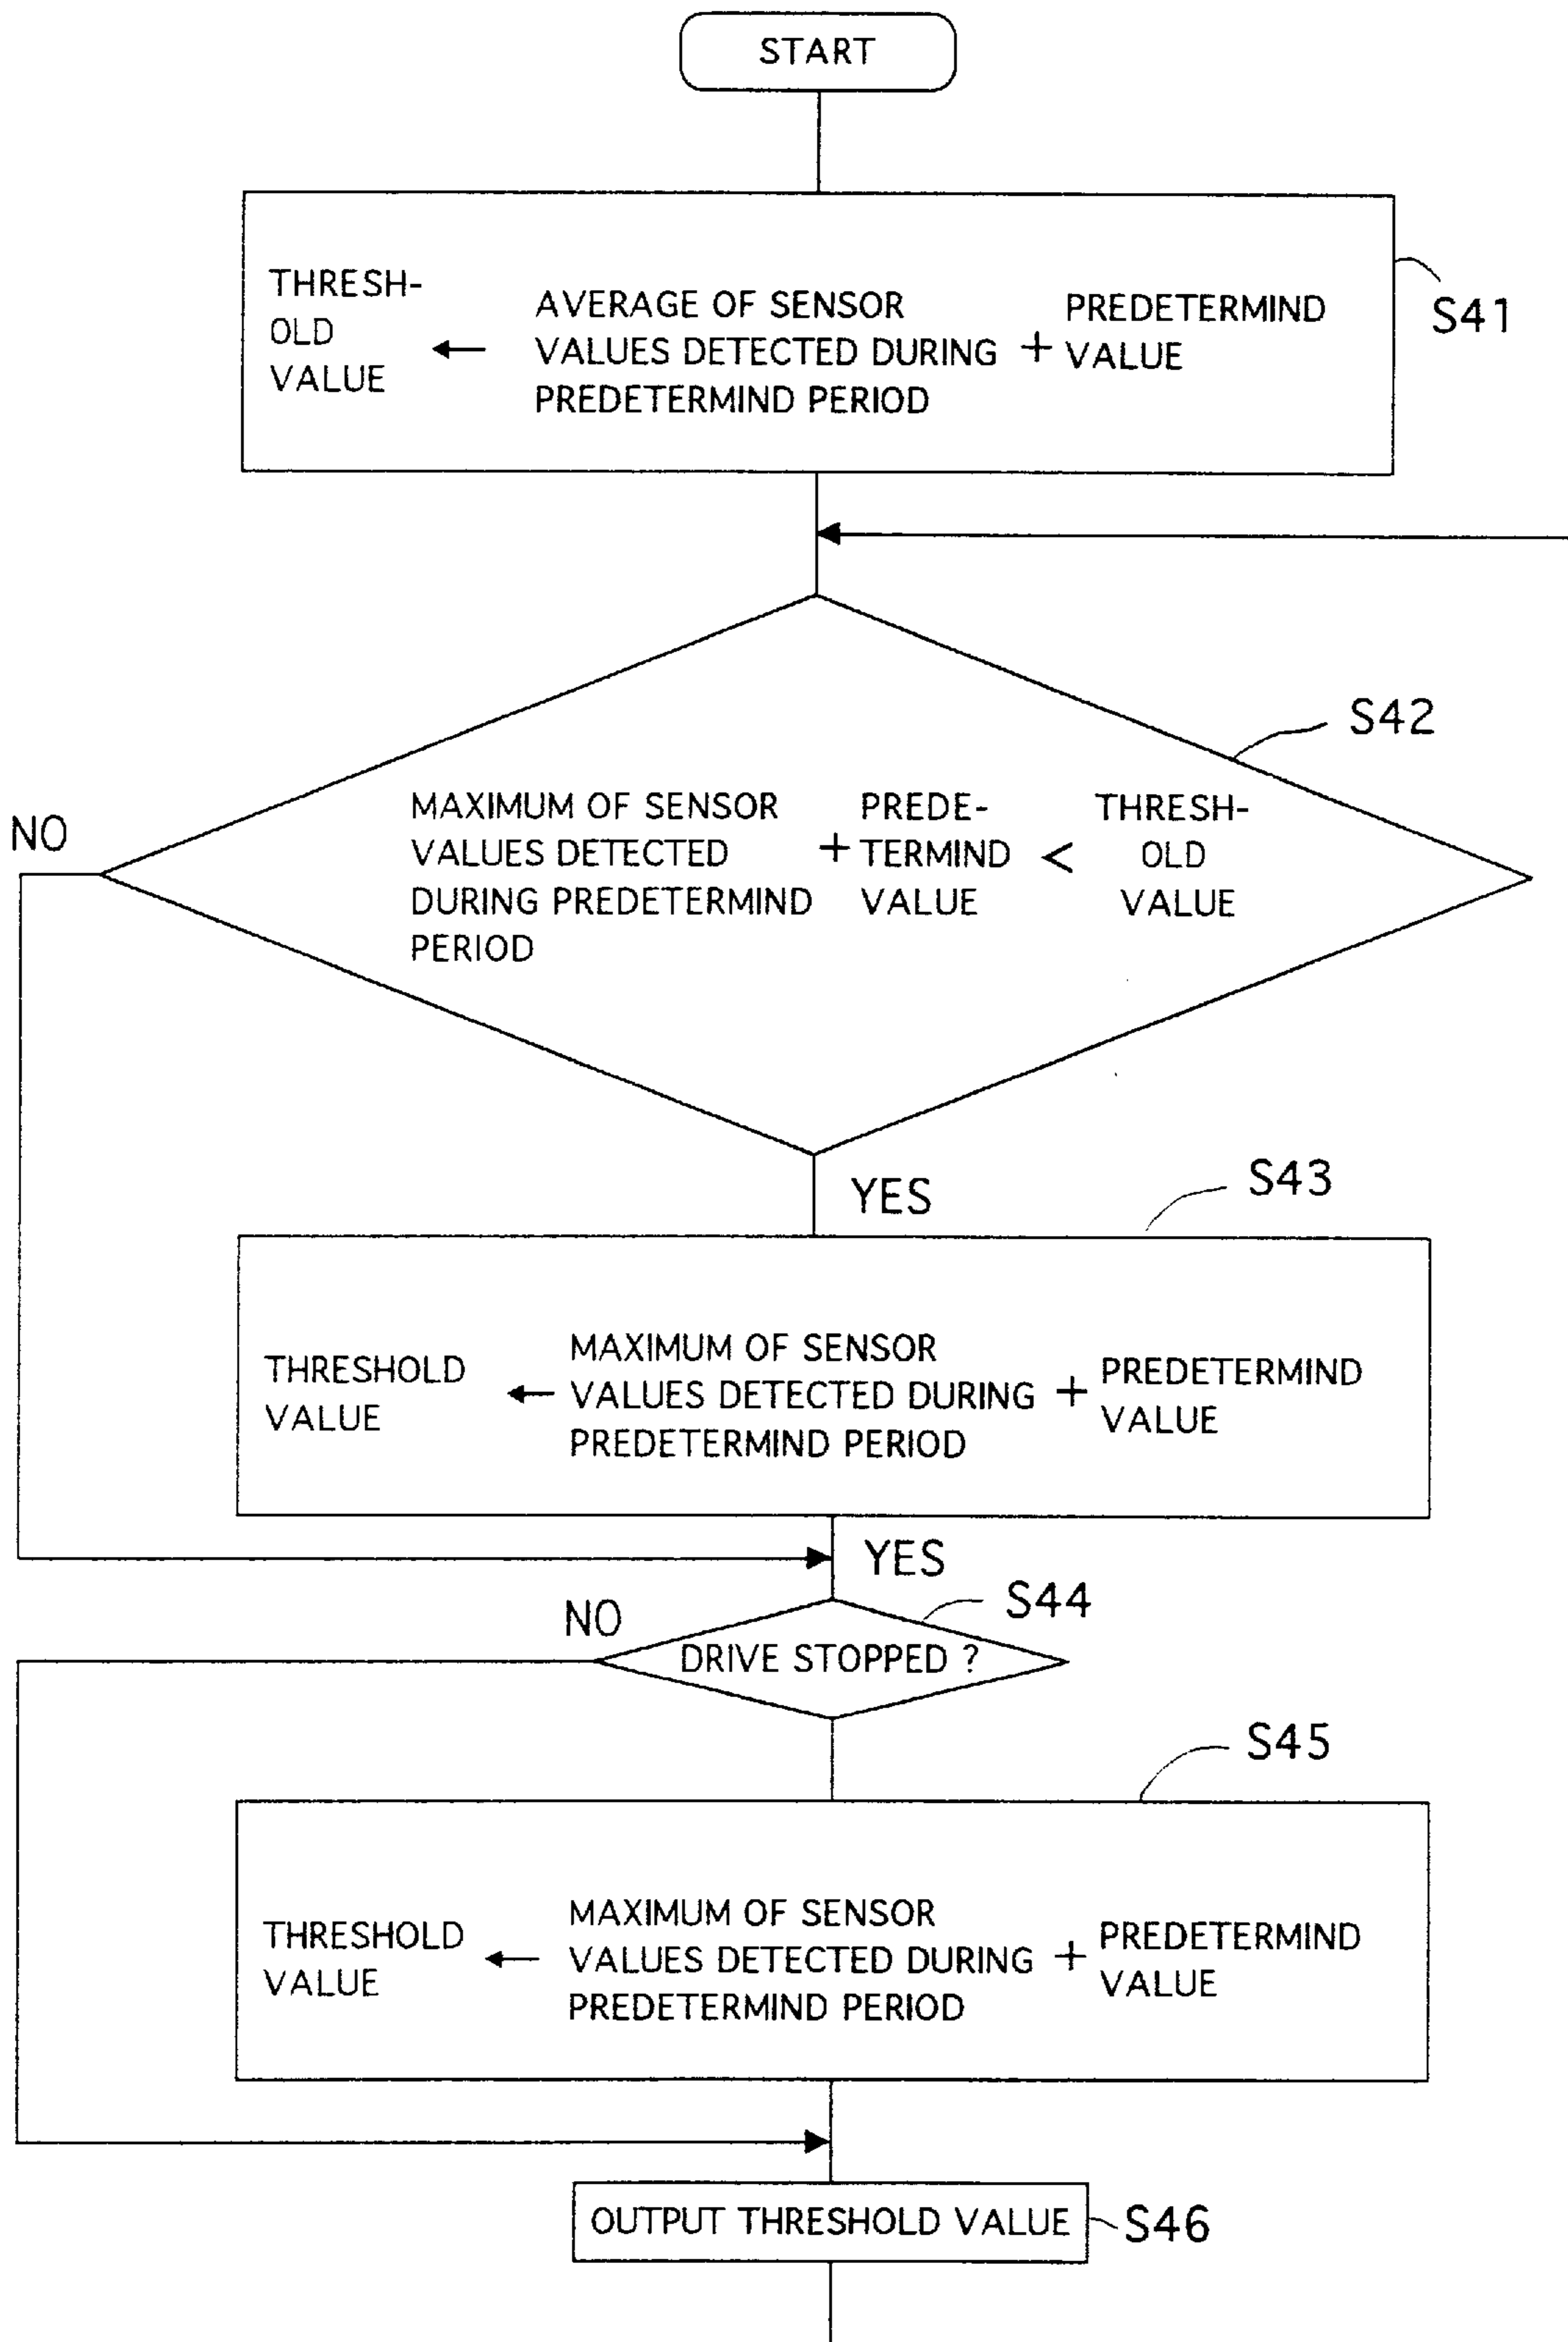 START
THRESH-
OLD
VALUE
←
AVERAGE OF SENSOR
VALUES DETECTED DURING
PREDETERMIND PERIOD
+
PREDETERMIND
VALUE
S41
S42
NO
MAXIMUM OF SENSOR
VALUES DETECTED
DURING PREDETERMIND
PERIOD
+
PREDE-
TERMIND
VALUE
<
THRESH-
OLD
VALUE
YES
S43
THRESHOLD
VALUE
←
MAXIMUM OF SENSOR
VALUES DETECTED DURING
PREDETERMIND PERIOD
+
PREDETERMIND
VALUE
YES
S44
NO
DRIVE STOPPED ?
S45
THRESHOLD
VALUE
←
MAXIMUM OF SENSOR
VALUES DETECTED DURING
PREDETERMIND PERIOD
+
PREDETERMIND
VALUE
OUTPUT THRESHOLD VALUE
S46